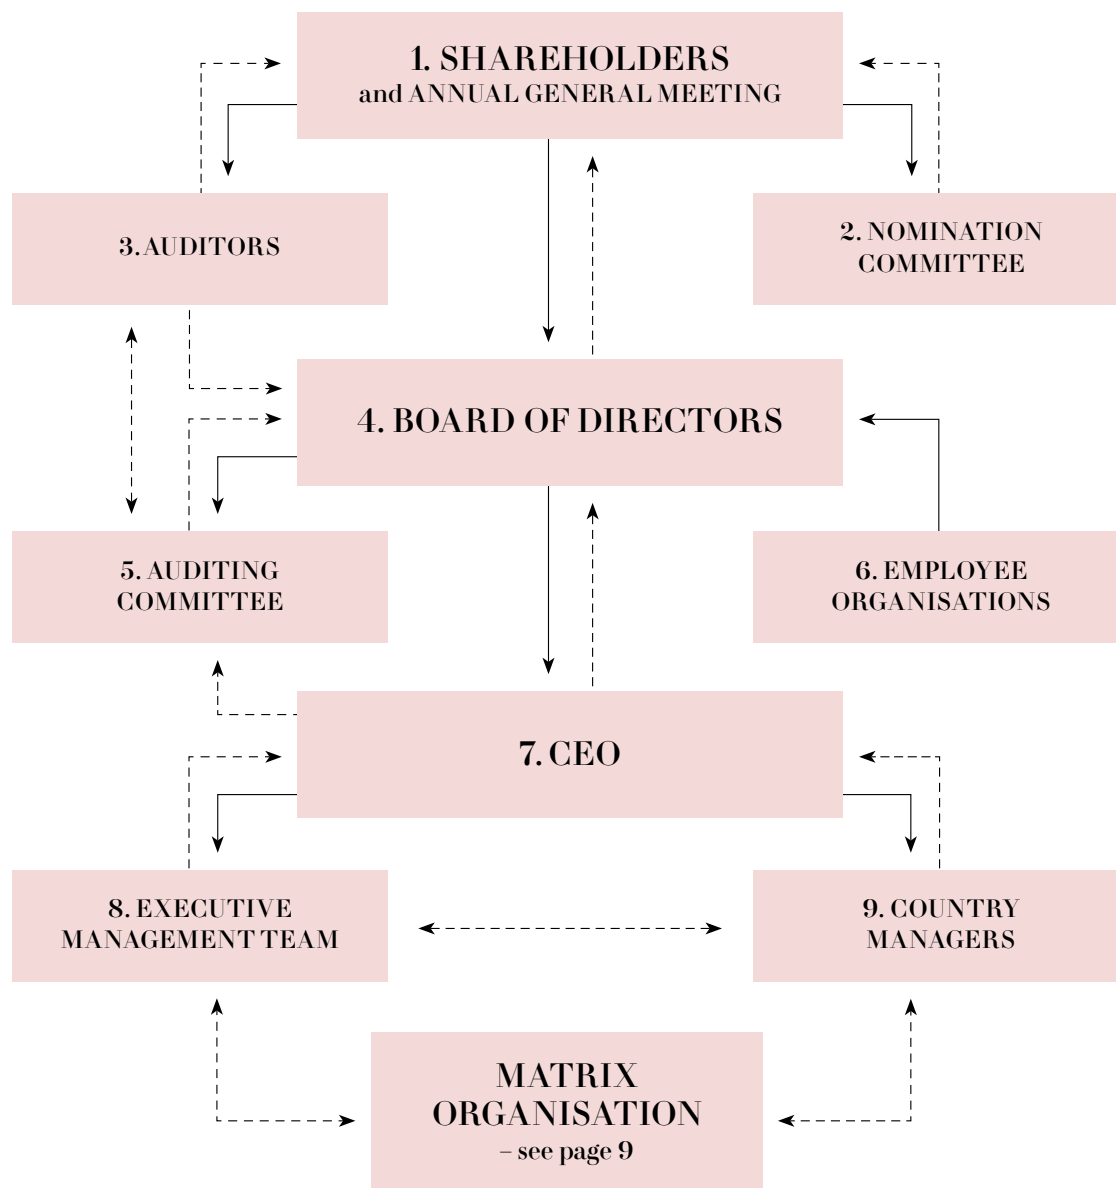 1. SHAREHOLDERS
and ANNUAL GENERAL MEETING
3. AUDITORS
2. NOMINATION
COMMITTEE
4. BOARD OF DIRECTORS
5. AUDITING
COMMITTEE
6. EMPLOYEE
ORGANISATIONS
7. CEO
8. EXECUTIVE
MANAGEMENT TEAM
9. COUNTRY
MANAGERS
MATRIX
ORGANISATION
– see page 9